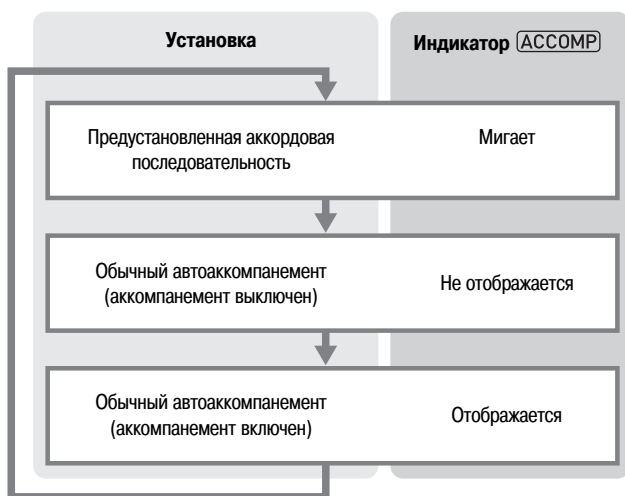 Установка
Индикатор ACCOMP
Предустановленная аккордовая
последовательность
Мигает
Обычный автоаккомпанемент
(аккомпанемент выключен)
Не отображается
Обычный автоаккомпанемент
(аккомпанемент включен)
Отображается